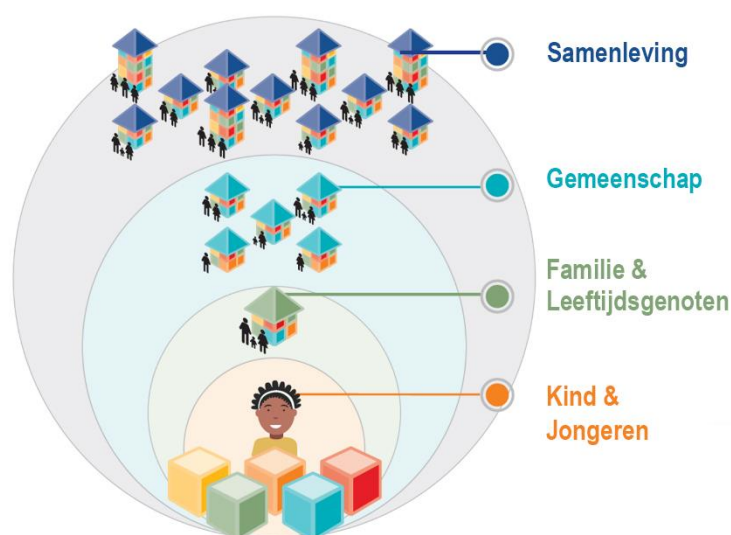 Samenleving
Gemeenschap
Familie &
Leeftijdsgenoten
Kind &
Jongeren